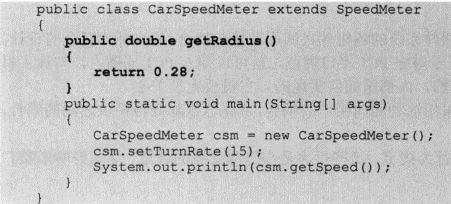 public class CarSpeedMeter extends SpeedMeter
{
public double getRadius()
{
return 0.28;
}
public static void main(String[] args)
{
CarSpeedMeter csm = new CarSpeedMeter();
csm.setTurnRate(15);
System.out.println(csm.getSpeed());
}
}